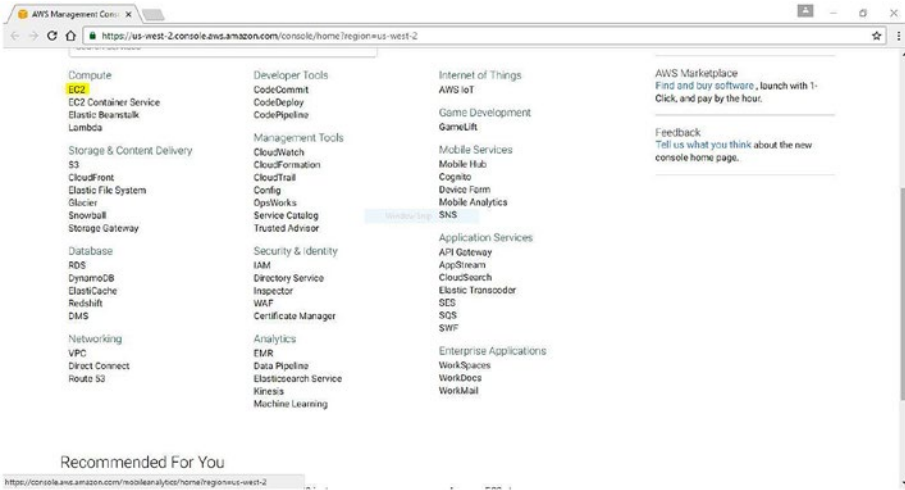 AWS Management Con
https://us-west-2.console.aws.amazon.com/console/home?region=us-west-2
Compute
EC2
EC2 Container Service
Elastic Beanstalk
Lambda
Storage & Content Delivery
S3
CloudFront
Elastic File System
Glacier
Snowball
Storage Gateway
Database
RDS
DynamoDB
ElastiCache
Redshift
DMS
Networking
VPC
Direct Connect
Route 53
Developer Tools
CodeCommit
CodeDeploy
CodePipeline
Management Tools
CloudWatch
CloudFormation
CloudTrail
Config
OpsWorks
Service Catalog
Trusted Advisor
Security & Identity
IAM
Directory Service
Inspector
WAF
Certificate Manager
Analytics
EMR
Data Pipeline
Elasticsearch Service
Kinesis
Machine Learning
Internet of Things
AWS IoT
Game Development
GameLift
Mobile Services
Mobile Hub
Cognito
Device Farm
Mobile Analytics
Window Snip
SNS
Application Services
API Gateway
AppStream
CloudSearch
Elastic Transcoder
SES
SQS
SWF
Enterprise Applications
WorkSpaces
WorkDocs
WorkMail
AWS Marketplace
Find and buy software, launch with 1-
Click, and pay by the hour.
Feedback
Tell us what you think about the new
console home page.
Recommended For You
https://console.aws.amazon.com/mobileanalytics/home?region=us-west-2